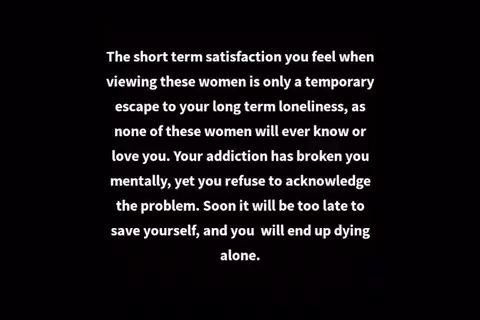 The short term satisfaction you feel when
viewing these women is only a temporary
escape to your long term loneliness, as
none of these women will ever know or
love you. Your addiction has broken you
mentally, yet you refuse to acknowledge
the problem. Soon it will be too late to
save yourself, and you  will end up dying
alone.